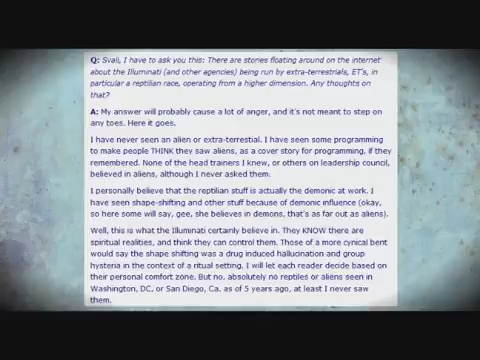 Q: Svali, I have to ask you this: There are stories floating around on the internet
about the Illuminati (and other agencies) being run by extra-terrestrials, ET's, in
particular a reptilian race, operating from a higher dimension. Any thoughts on
that?
A: My answer will probably cause a lot of anger, and it's not meant to step on
any toes. Here it goes.
I have never seen an alien or extra-terrestial. I have seen some programming
to make people THINK they saw aliens, as a cover story for programming, if they
remembered. None of the head trainers I knew, or others on leadership council,
believed in aliens, although I never asked them.
I personally believe that the reptilian stuff is actually the demonic at work. I
have seen shape-shifting and other stuff because of demonic influence (okay,
so here some will say, gee, she believes in demons, that's as far out as aliens).
Well, this is what the Illuminati certainly believe in. They KNOW there are
spiritual realities, and think they can control them. Those of a more cynical bent
would say the shape shifting was a drug induced hallucination and group
hysteria in the context of a ritual setting. I will let each reader decide based on
their personal comfort zone. But no. absolutely no reptiles or aliens seen in
Washington, DC, or San Diego, Ca. as of 5 years ago, at least I never saw
them.